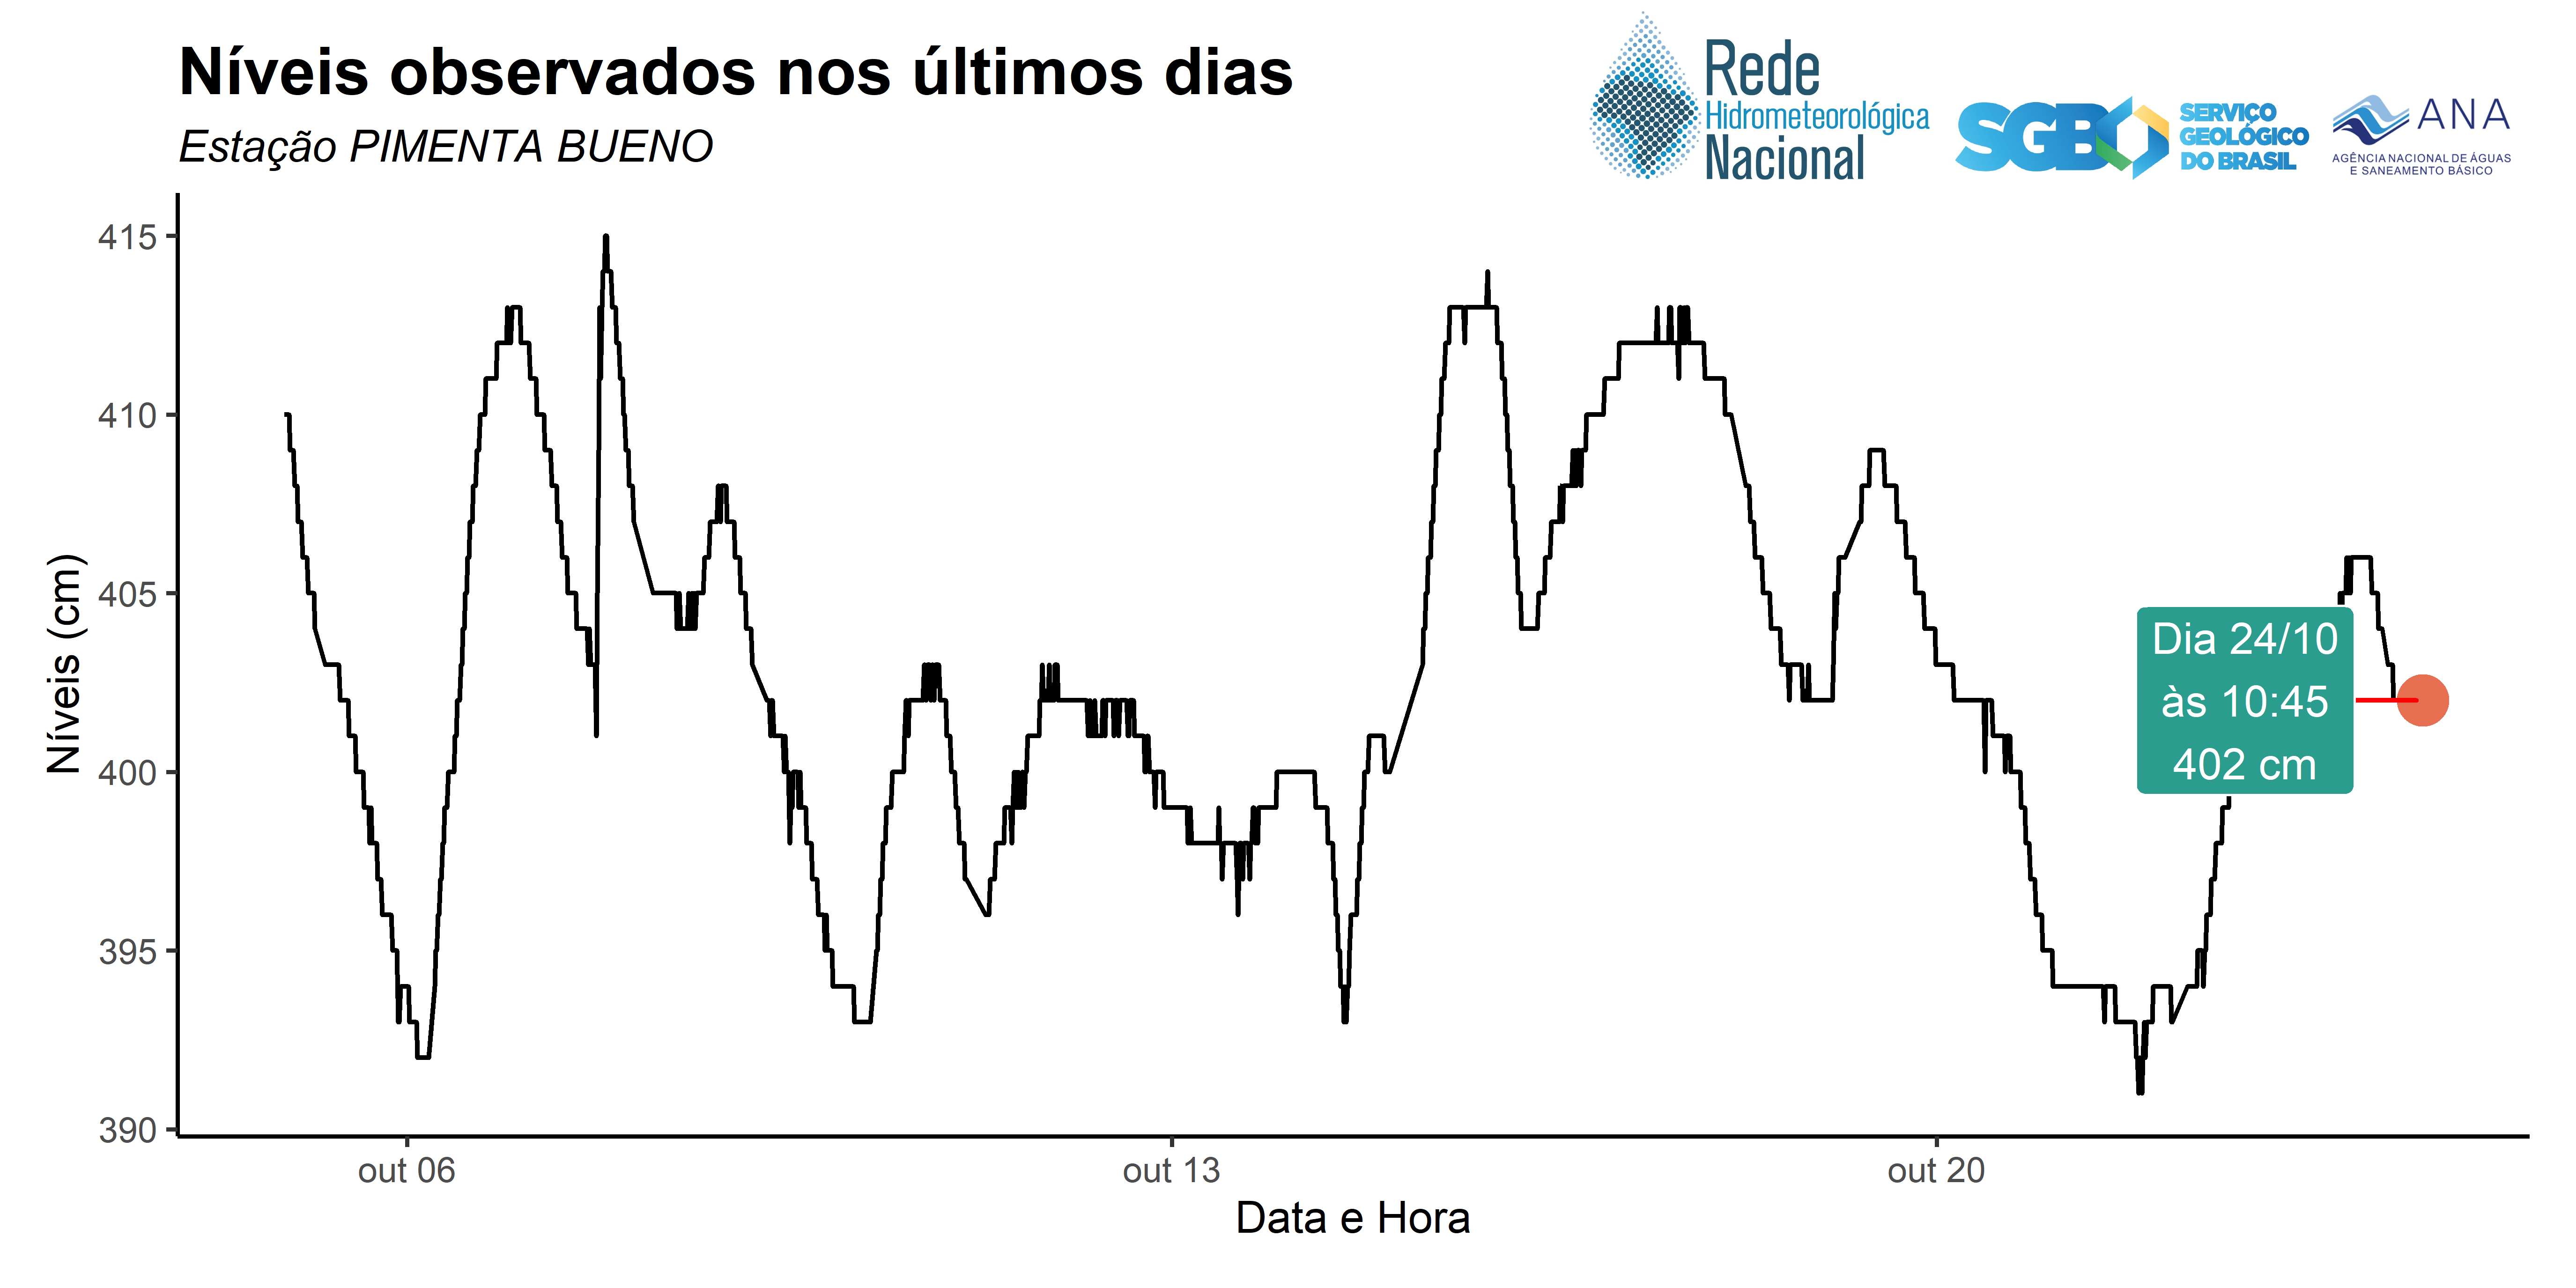 Níveis observados nos últimos dias
Estação PIMENTA BUENO
Rede
Hidrometeorológica
Nacional
SGB
SERVIÇO
GEOLÓGICO
DO BRASIL
ANA
AGÊNCIA NACIONAL DE ÁGUAS
E SANEAMENTO BÁSICO
Níveis (cm)
415
410
405
400
395
390
Dia 24/10
às 10:45
402 cm
out 06
out 13
out 20
Data e Hora